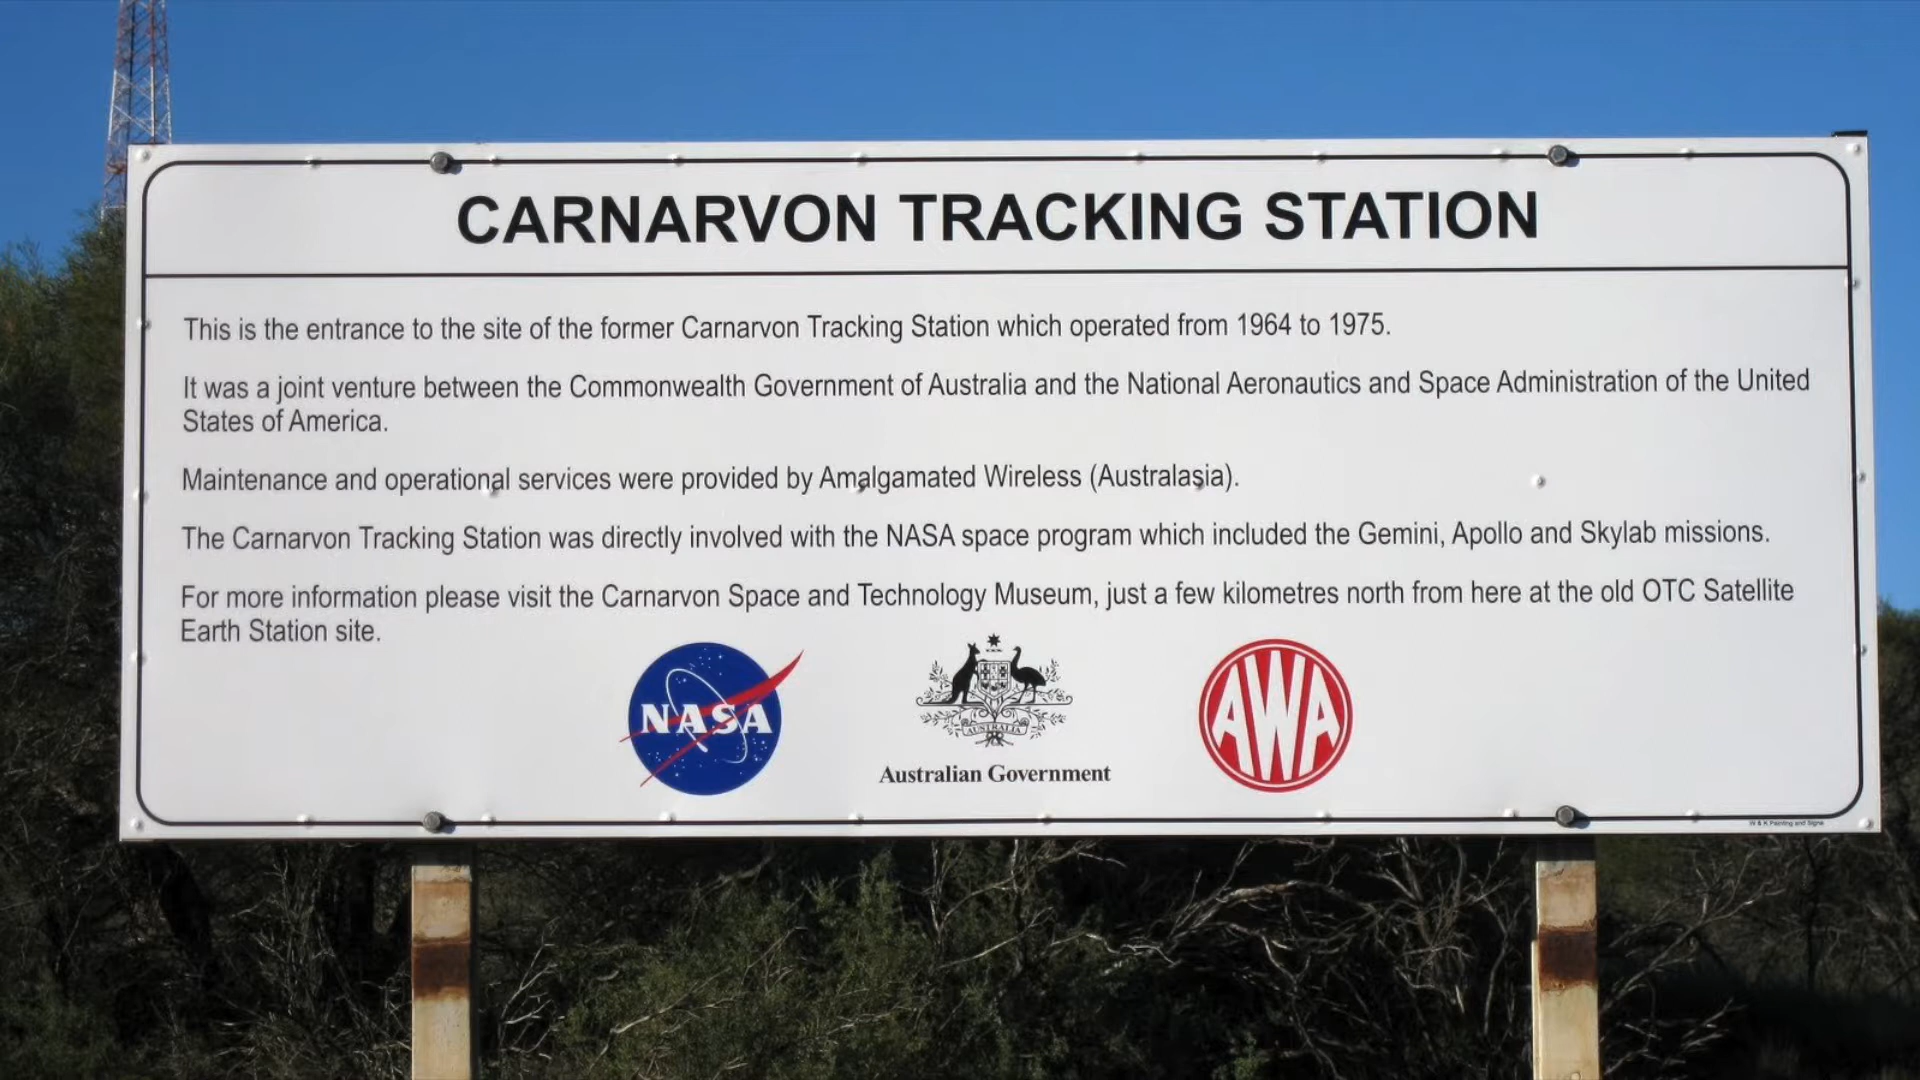 CARNARVON TRACKING STATION
This is the entrance to the site of the former Carnarvon Tracking Station which operated from 1964 to 1975.
It was a joint venture between the Commonwealth Government of Australia and the National Aeronautics and Space Administration of the United
States of America.
Maintenance and operational services were provided by Amalgamated Wireless (Australasia).
The Carnarvon Tracking Station was directly involved with the NASA space program which included the Gemini, Apollo and Skylab missions.
For more information please visit the Carnarvon Space and Technology Museum, just a few kilometres north from here at the old OTC Satellite
Earth Station site.
NASA
AUSTRALIA
Australian Government
AWA
W & K Painting and Signs